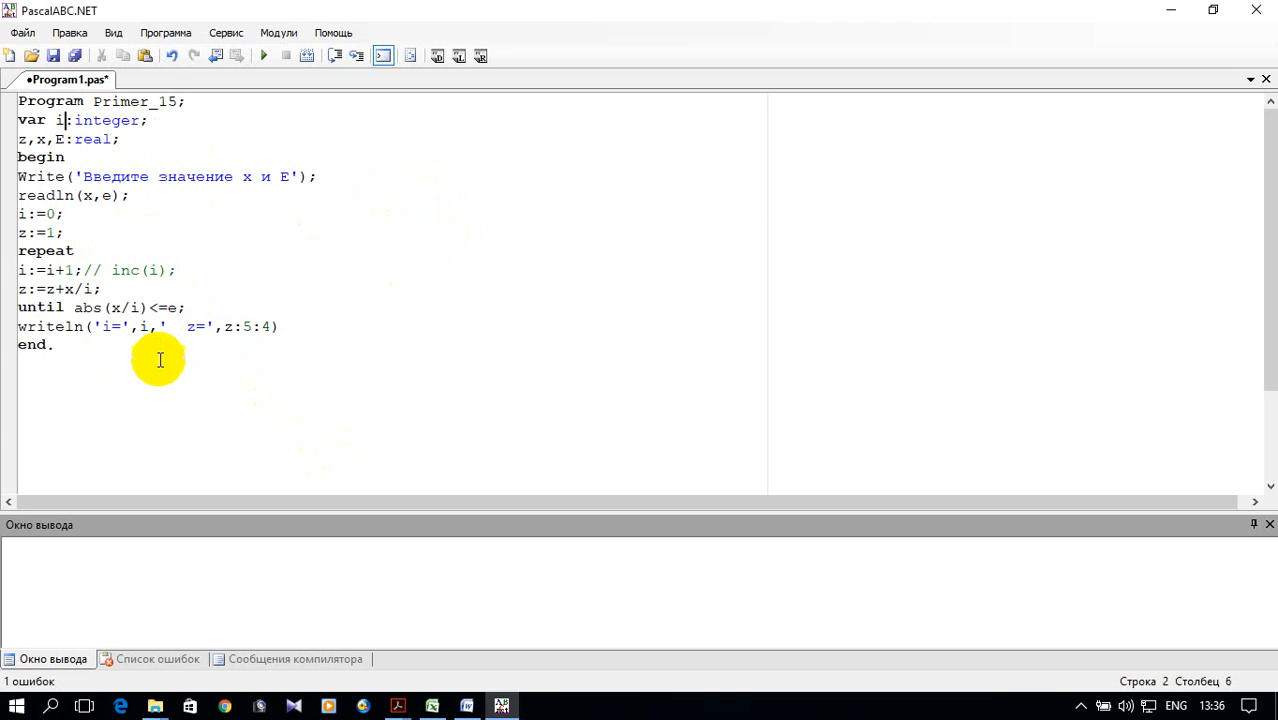 PascalABC.NET
Файл Правка Вид Программа Сервис Модули Помощь
•Program1.pas*
Program Primer_15;
var i:integer;
z,x,E:real;
begin
Write('Введите значение x и E');
readln(x,e);
i:=0;
z:=1;
repeat
i:=i+1;// inc(i);
z:=z+x/i;
until abs(x/i)<=e;
writeln('i=',i,'  z=',z:5:4)
end.
Окно вывода
Окно вывода Список ошибок Сообщения компилятора
1 ошибок Строка 2 Столбец 6
ENG 13:36